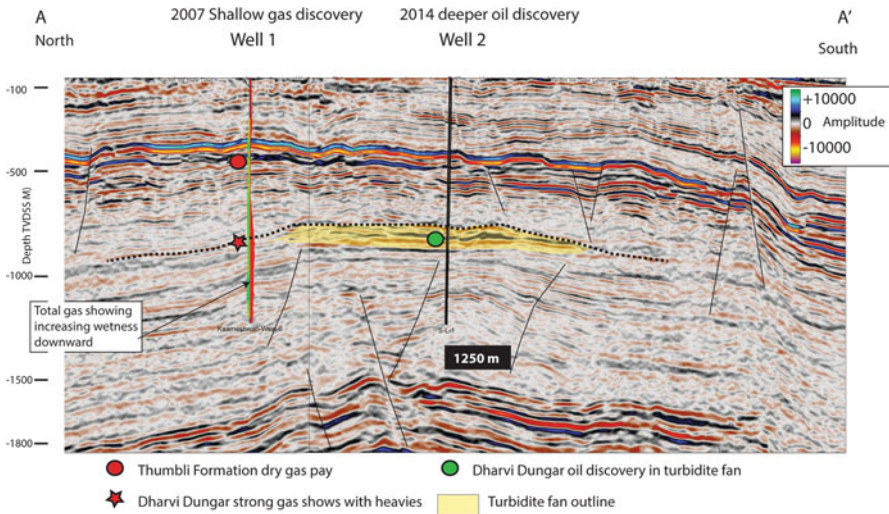 A
North
2007 Shallow gas discovery
Well 1
2014 deeper oil discovery
Well 2
A'
South
+10000
0 Amplitude
-10000
Depth TVDSS M)
-100
-500
-1000
-1500
-1800
Total gas showing
increasing wetness
downward
1250 m
Thumbli Formation dry gas pay
Dharvi Dungar oil discovery in turbidite fan
Dharvi Dungar strong gas shows with heavies
Turbidite fan outline